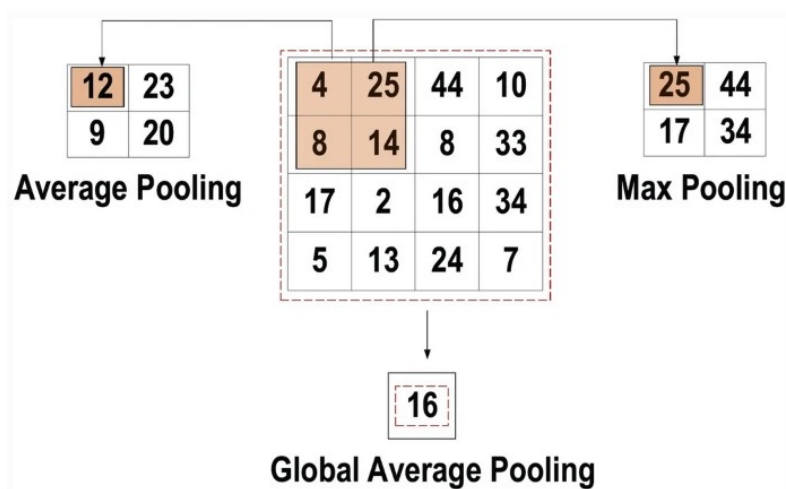 12 23
9 20
Average Pooling
4 25 44 10
8 14 8 33
17 2 16 34
5 13 24 7
25 44
17 34
Max Pooling
16
Global Average Pooling